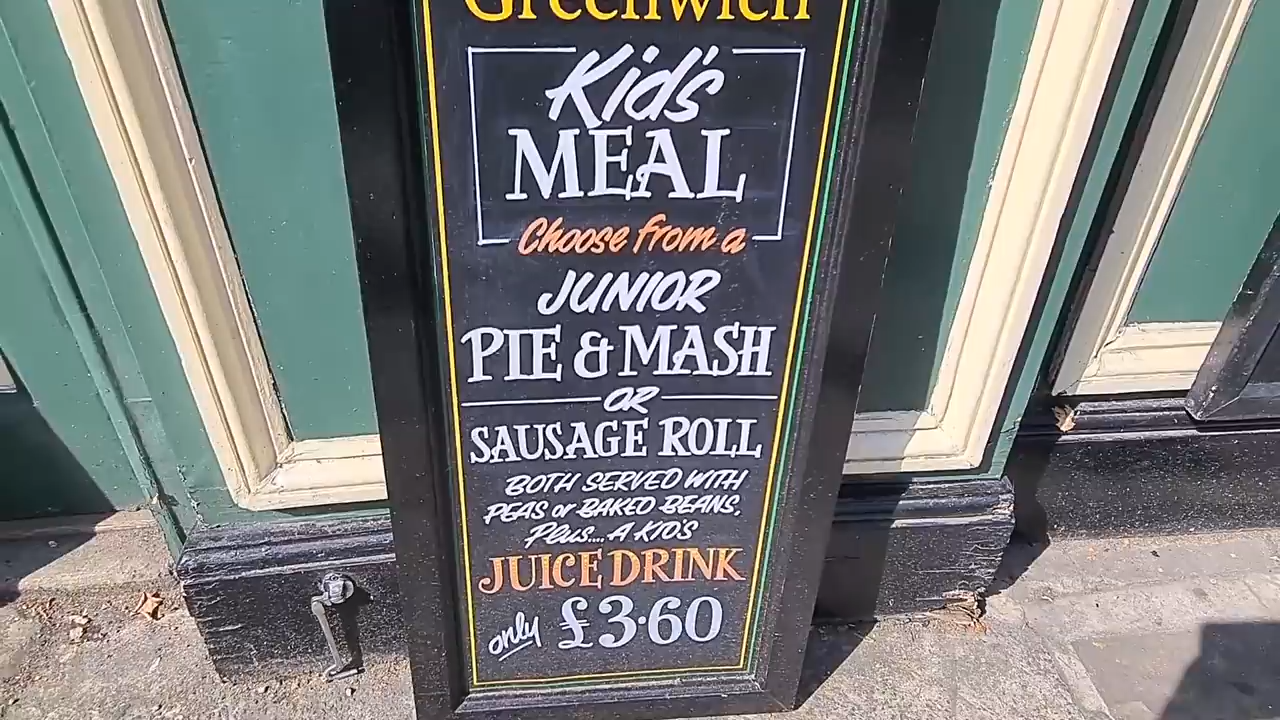 Greenwich
Kid's
MEAL
Choose from a
JUNIOR
PIE & MASH
OR
SAUSAGE ROLL
BOTH SERVED WITH
PEAS or BAKED BEANS,
Plus.... A KID'S
JUICE DRINK
only £3.60